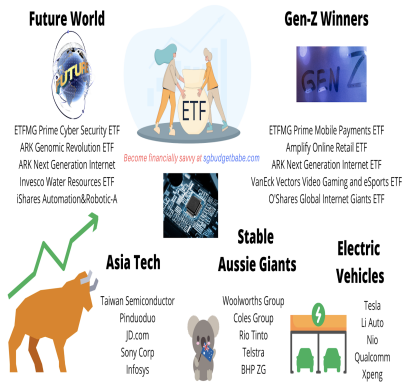 Future World
FUTURE
ETFMG Prime Cyber Security ETF
ARK Genomic Revolution ETF
ARK Next Generation Internet
Invesco Water Resources ETF
iShares Automation&Robotic-A
ETF
Become financially savvy at sgbudgetbabe.com
Gen-Z Winners
GEN Z
ETFMG Prime Mobile Payments ETF
Amplify Online Retail ETF
ARK Next Generation Internet ETF
VanEck Vectors Video Gaming and eSports ETF
O'Shares Global Internet Giants ETF
Asia Tech
Taiwan Semiconductor
Pinduoduo
JD.com
Sony Corp
Infosys
Stable
Aussie Giants
Woolworths Group
Coles Group
Rio Tinto
Telstra
BHP ZG
Electric
Vehicles
Tesla
Li Auto
Nio
Qualcomm
Xpeng